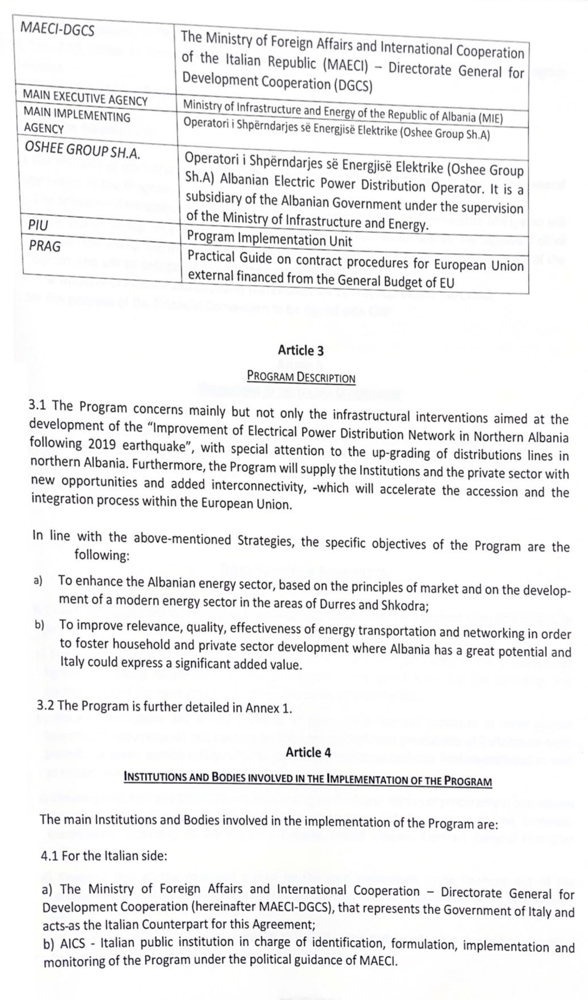 MAECI-DGCS
The Ministry of Foreign Affairs and International Cooperation
of the Italian Republic (MAECI) – Directorate General for
Development Cooperation (DGCS)
MAIN EXECUTIVE AGENCY
Ministry of Infrastructure and Energy of the Republic of Albania (MIE)
MAIN IMPLEMENTING
AGENCY
Operatori i Shpërndarjes së Energjisë Elektrike (Oshee Group Sh.A)
OSHEE GROUP SH.A.
Operatori i Shpërndarjes së Energjisë Elektrike (Oshee Group
Sh.A) Albanian Electric Power Distribution Operator. It is a
subsidiary of the Albanian Government under the supervision
of the Ministry of Infrastructure and Energy.
PIU
Program Implementation Unit
PRAG
Practical Guide on contract procedures for European Union
external financed from the General Budget of EU
Article 3
PROGRAM DESCRIPTION
3.1 The Program concerns mainly but not only the infrastructural interventions aimed at the
development of the “Improvement of Electrical Power Distribution Network in Northern Albania
following 2019 earthquake”, with special attention to the up-grading of distributions lines in
northern Albania. Furthermore, the Program will supply the Institutions and the private sector with
new opportunities and added interconnectivity, -which will accelerate the accession and the
integration process within the European Union.
In line with the above-mentioned Strategies, the specific objectives of the Program are the
following:
a) To enhance the Albanian energy sector, based on the principles of market and on the develop-
ment of a modern energy sector in the areas of Durres and Shkodra;
b) To improve relevance, quality, effectiveness of energy transportation and networking in order
to foster household and private sector development where Albania has a great potential and
Italy could express a significant added value.
3.2 The Program is further detailed in Annex 1.
Article 4
INSTITUTIONS AND BODIES INVOLVED IN THE IMPLEMENTATION OF THE PROGRAM
The main Institutions and Bodies involved in the implementation of the Program are:
4.1 For the Italian side:
a) The Ministry of Foreign Affairs and International Cooperation – Directorate General for
Development Cooperation (hereinafter MAECI-DGCS), that represents the Government of Italy and
acts-as the Italian Counterpart for this Agreement;
b) AICS - Italian public institution in charge of identification, formulation, implementation and
monitoring of the Program under the political guidance of MAECI.